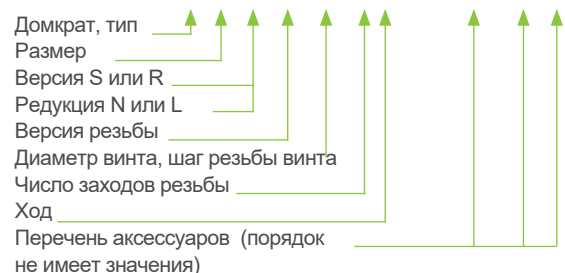 Домкрат, тип
Размер
Версия S или R
Редукция N или L
Версия резьбы
Диаметр винта, шаг резьбы винта
Число заходов резьбы
Ход
Перечень аксессуаров (порядок
не имеет значения)